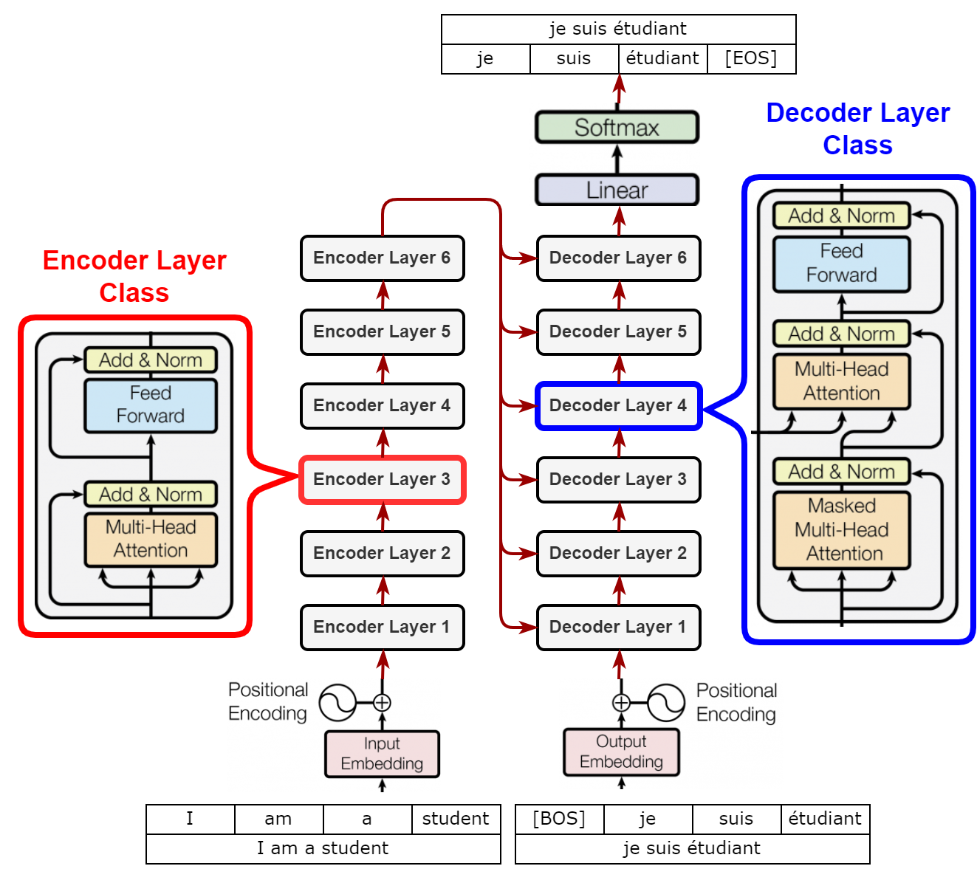 je suis étudiant
je suis étudiant [EOS]
Softmax
Linear
Decoder Layer
Class
Add & Norm
Feed
Forward
Add & Norm
Multi-Head
Attention
Add & Norm
Masked
Multi-Head
Attention
Encoder Layer
Class
Add & Norm
Feed
Forward
Add & Norm
Multi-Head
Attention
Encoder Layer 6
Encoder Layer 5
Encoder Layer 4
Encoder Layer 3
Encoder Layer 2
Encoder Layer 1
Decoder Layer 6
Decoder Layer 5
Decoder Layer 4
Decoder Layer 3
Decoder Layer 2
Decoder Layer 1
Positional
Encoding
Input
Embedding
Positional
Encoding
Output
Embedding
I am a student
I am a student
[BOS] je suis étudiant
je suis étudiant